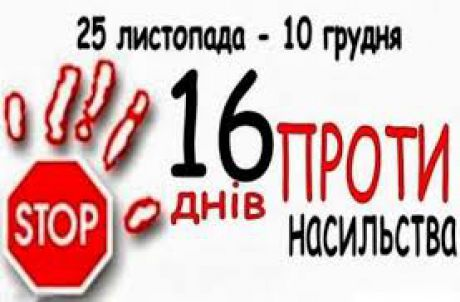 25 листопада - 10 грудня
16
днів
ПРОТИ
насильства
STOP